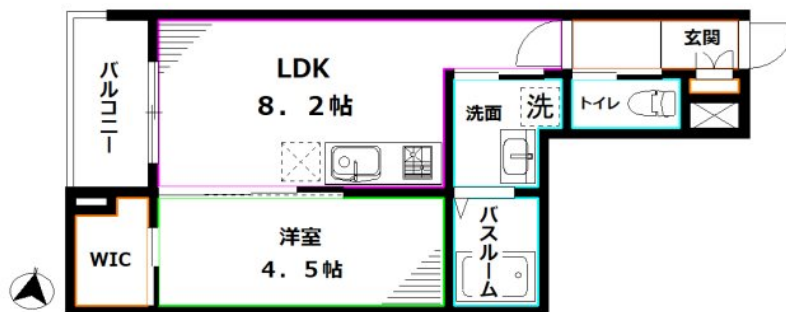 LDK
8．2帖
バルコニー
玄関
洗面
洗
トイレ
洋室
4．5帖
WIC
バスルーム